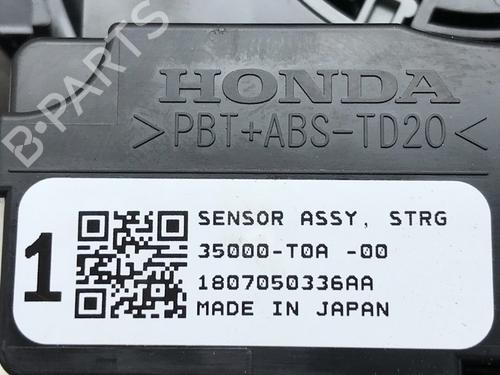 HONDA
>PBT+ABS-TD20<
B-PARTS
1
SENSOR ASSY, STRG
35000-T0A -00
1807050336AA
MADE IN JAPAN